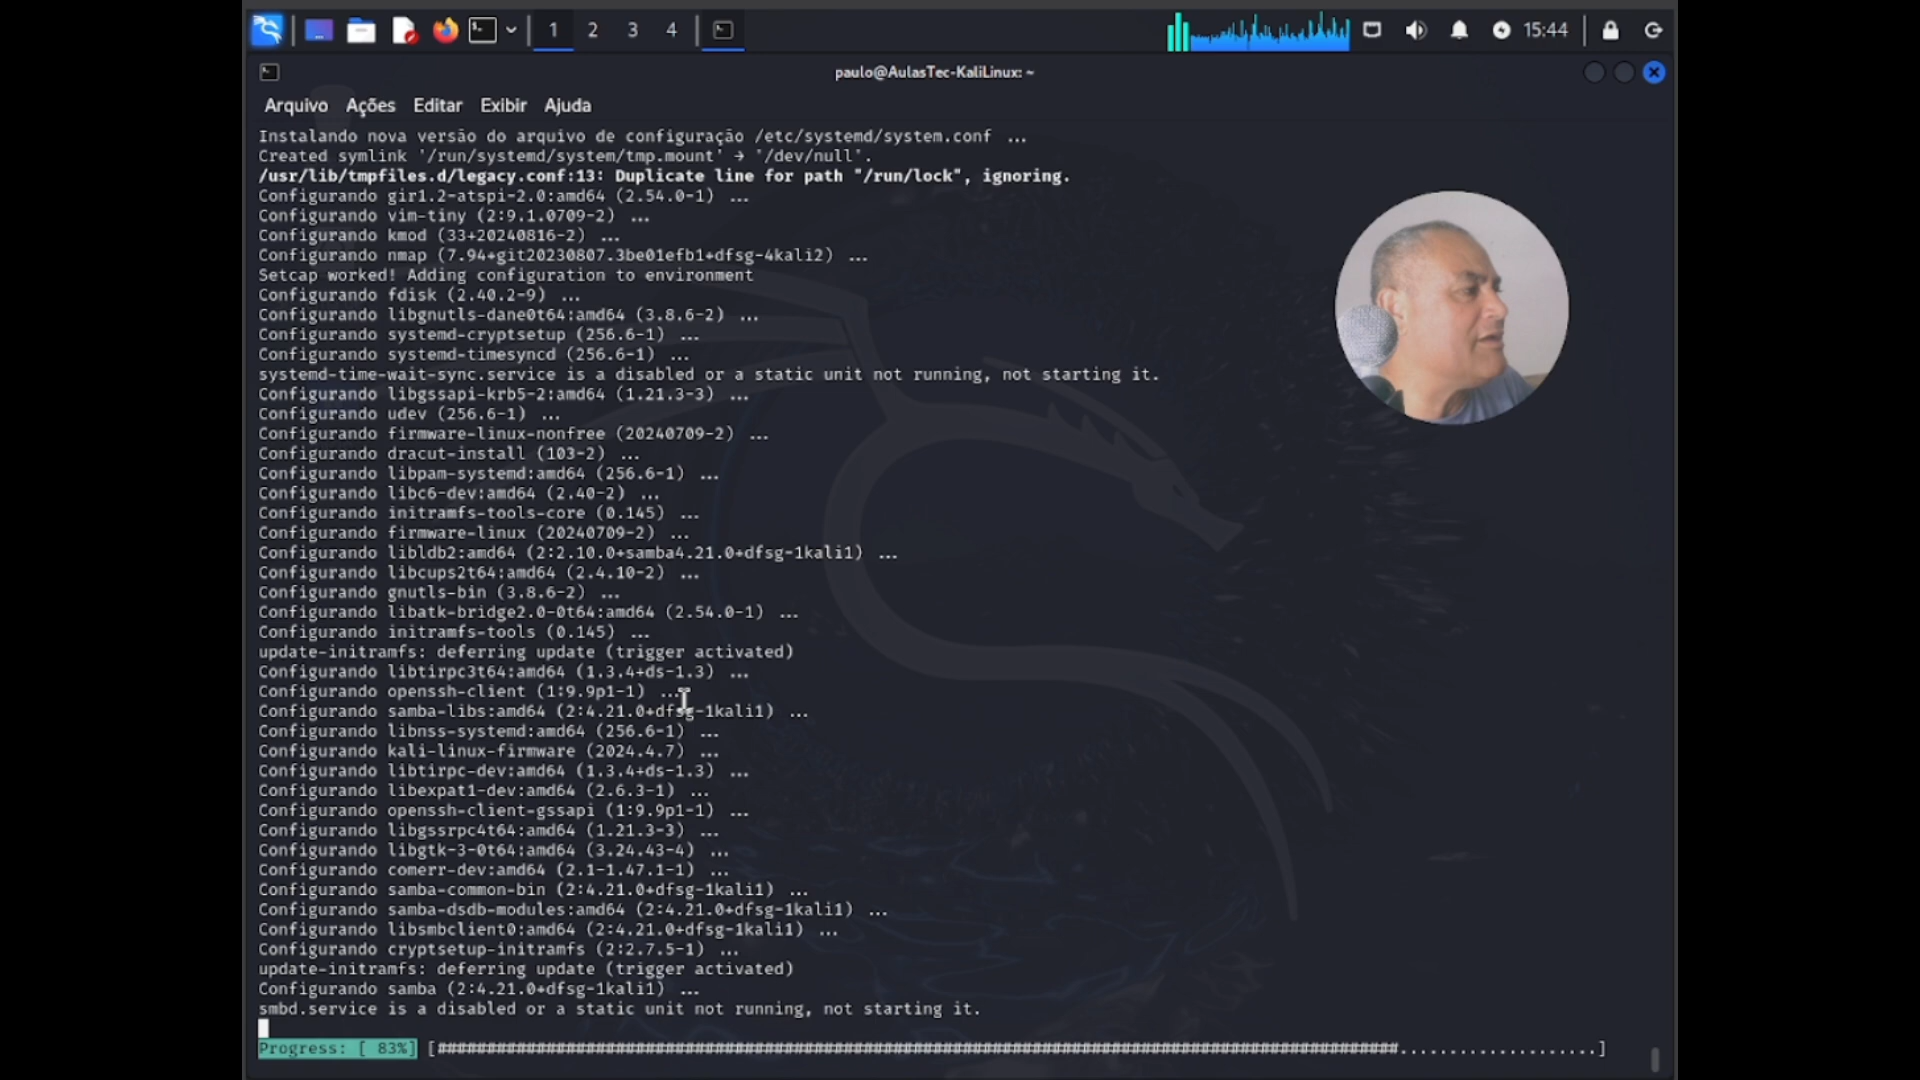 1 2 3 4 15:44
paulo@AulasTec-KaliLinux: ~
Arquivo Ações Editar Exibir Ajuda
Instalando nova versão do arquivo de configuração /etc/systemd/system.conf ...
Created symlink '/run/systemd/system/tmp.mount' → '/dev/null'.
/usr/lib/tmpfiles.d/legacy.conf:13: Duplicate line for path "/run/lock", ignoring.
Configurando gir1.2-atspi-2.0:amd64 (2.54.0-1) ...
Configurando vim-tiny (2:9.1.0709-2) ...
Configurando kmod (33+20240816-2) ...
Configurando nmap (7.94+git20230807.3be01efb1+dfsg-4kali2) ...
Setcap worked! Adding configuration to environment
Configurando fdisk (2.40.2-9) ...
Configurando libgnutls-dane0t64:amd64 (3.8.6-2) ...
Configurando systemd-cryptsetup (256.6-1) ...
Configurando systemd-timesyncd (256.6-1) ...
systemd-time-wait-sync.service is a disabled or a static unit not running, not starting it.
Configurando libgssapi-krb5-2:amd64 (1.21.3-3) ...
Configurando udev (256.6-1) ...
Configurando firmware-linux-nonfree (20240709-2) ...
Configurando dracut-install (103-2) ...
Configurando libpam-systemd:amd64 (256.6-1) ...
Configurando libc6-dev:amd64 (2.40-2) ...
Configurando initramfs-tools-core (0.145) ...
Configurando firmware-linux (20240709-2) ...
Configurando libldb2:amd64 (2:2.10.0+samba4.21.0+dfsg-1kali1) ...
Configurando libcups2t64:amd64 (2.4.10-2) ...
Configurando gnutls-bin (3.8.6-2) ...
Configurando libatk-bridge2.0-0t64:amd64 (2.54.0-1) ...
Configurando initramfs-tools (0.145) ...
update-initramfs: deferring update (trigger activated)
Configurando libtirpc3t64:amd64 (1.3.4+ds-1.3) ...
Configurando openssh-client (1:9.9p1-1) ...
Configurando samba-libs:amd64 (2:4.21.0+dfsg-1kali1) ...
Configurando libnss-systemd:amd64 (256.6-1) ...
Configurando kali-linux-firmware (2024.4.7) ...
Configurando libtirpc-dev:amd64 (1.3.4+ds-1.3) ...
Configurando libexpat1-dev:amd64 (2.6.3-1) ...
Configurando openssh-client-gssapi (1:9.9p1-1) ...
Configurando libgssrpc4t64:amd64 (1.21.3-3) ...
Configurando libgtk-3-0t64:amd64 (3.24.43-4) ...
Configurando comerr-dev:amd64 (2.1-1.47.1-1) ...
Configurando samba-common-bin (2:4.21.0+dfsg-1kali1) ...
Configurando samba-dsdb-modules:amd64 (2:4.21.0+dfsg-1kali1) ...
Configurando libsmbclient0:amd64 (2:4.21.0+dfsg-1kali1) ...
Configurando cryptsetup-initramfs (2:2.7.5-1) ...
update-initramfs: deferring update (trigger activated)
Configurando samba (2:4.21.0+dfsg-1kali1) ...
smbd.service is a disabled or a static unit not running, not starting it.
Progress: [ 83%] [#################################################################################################....................]